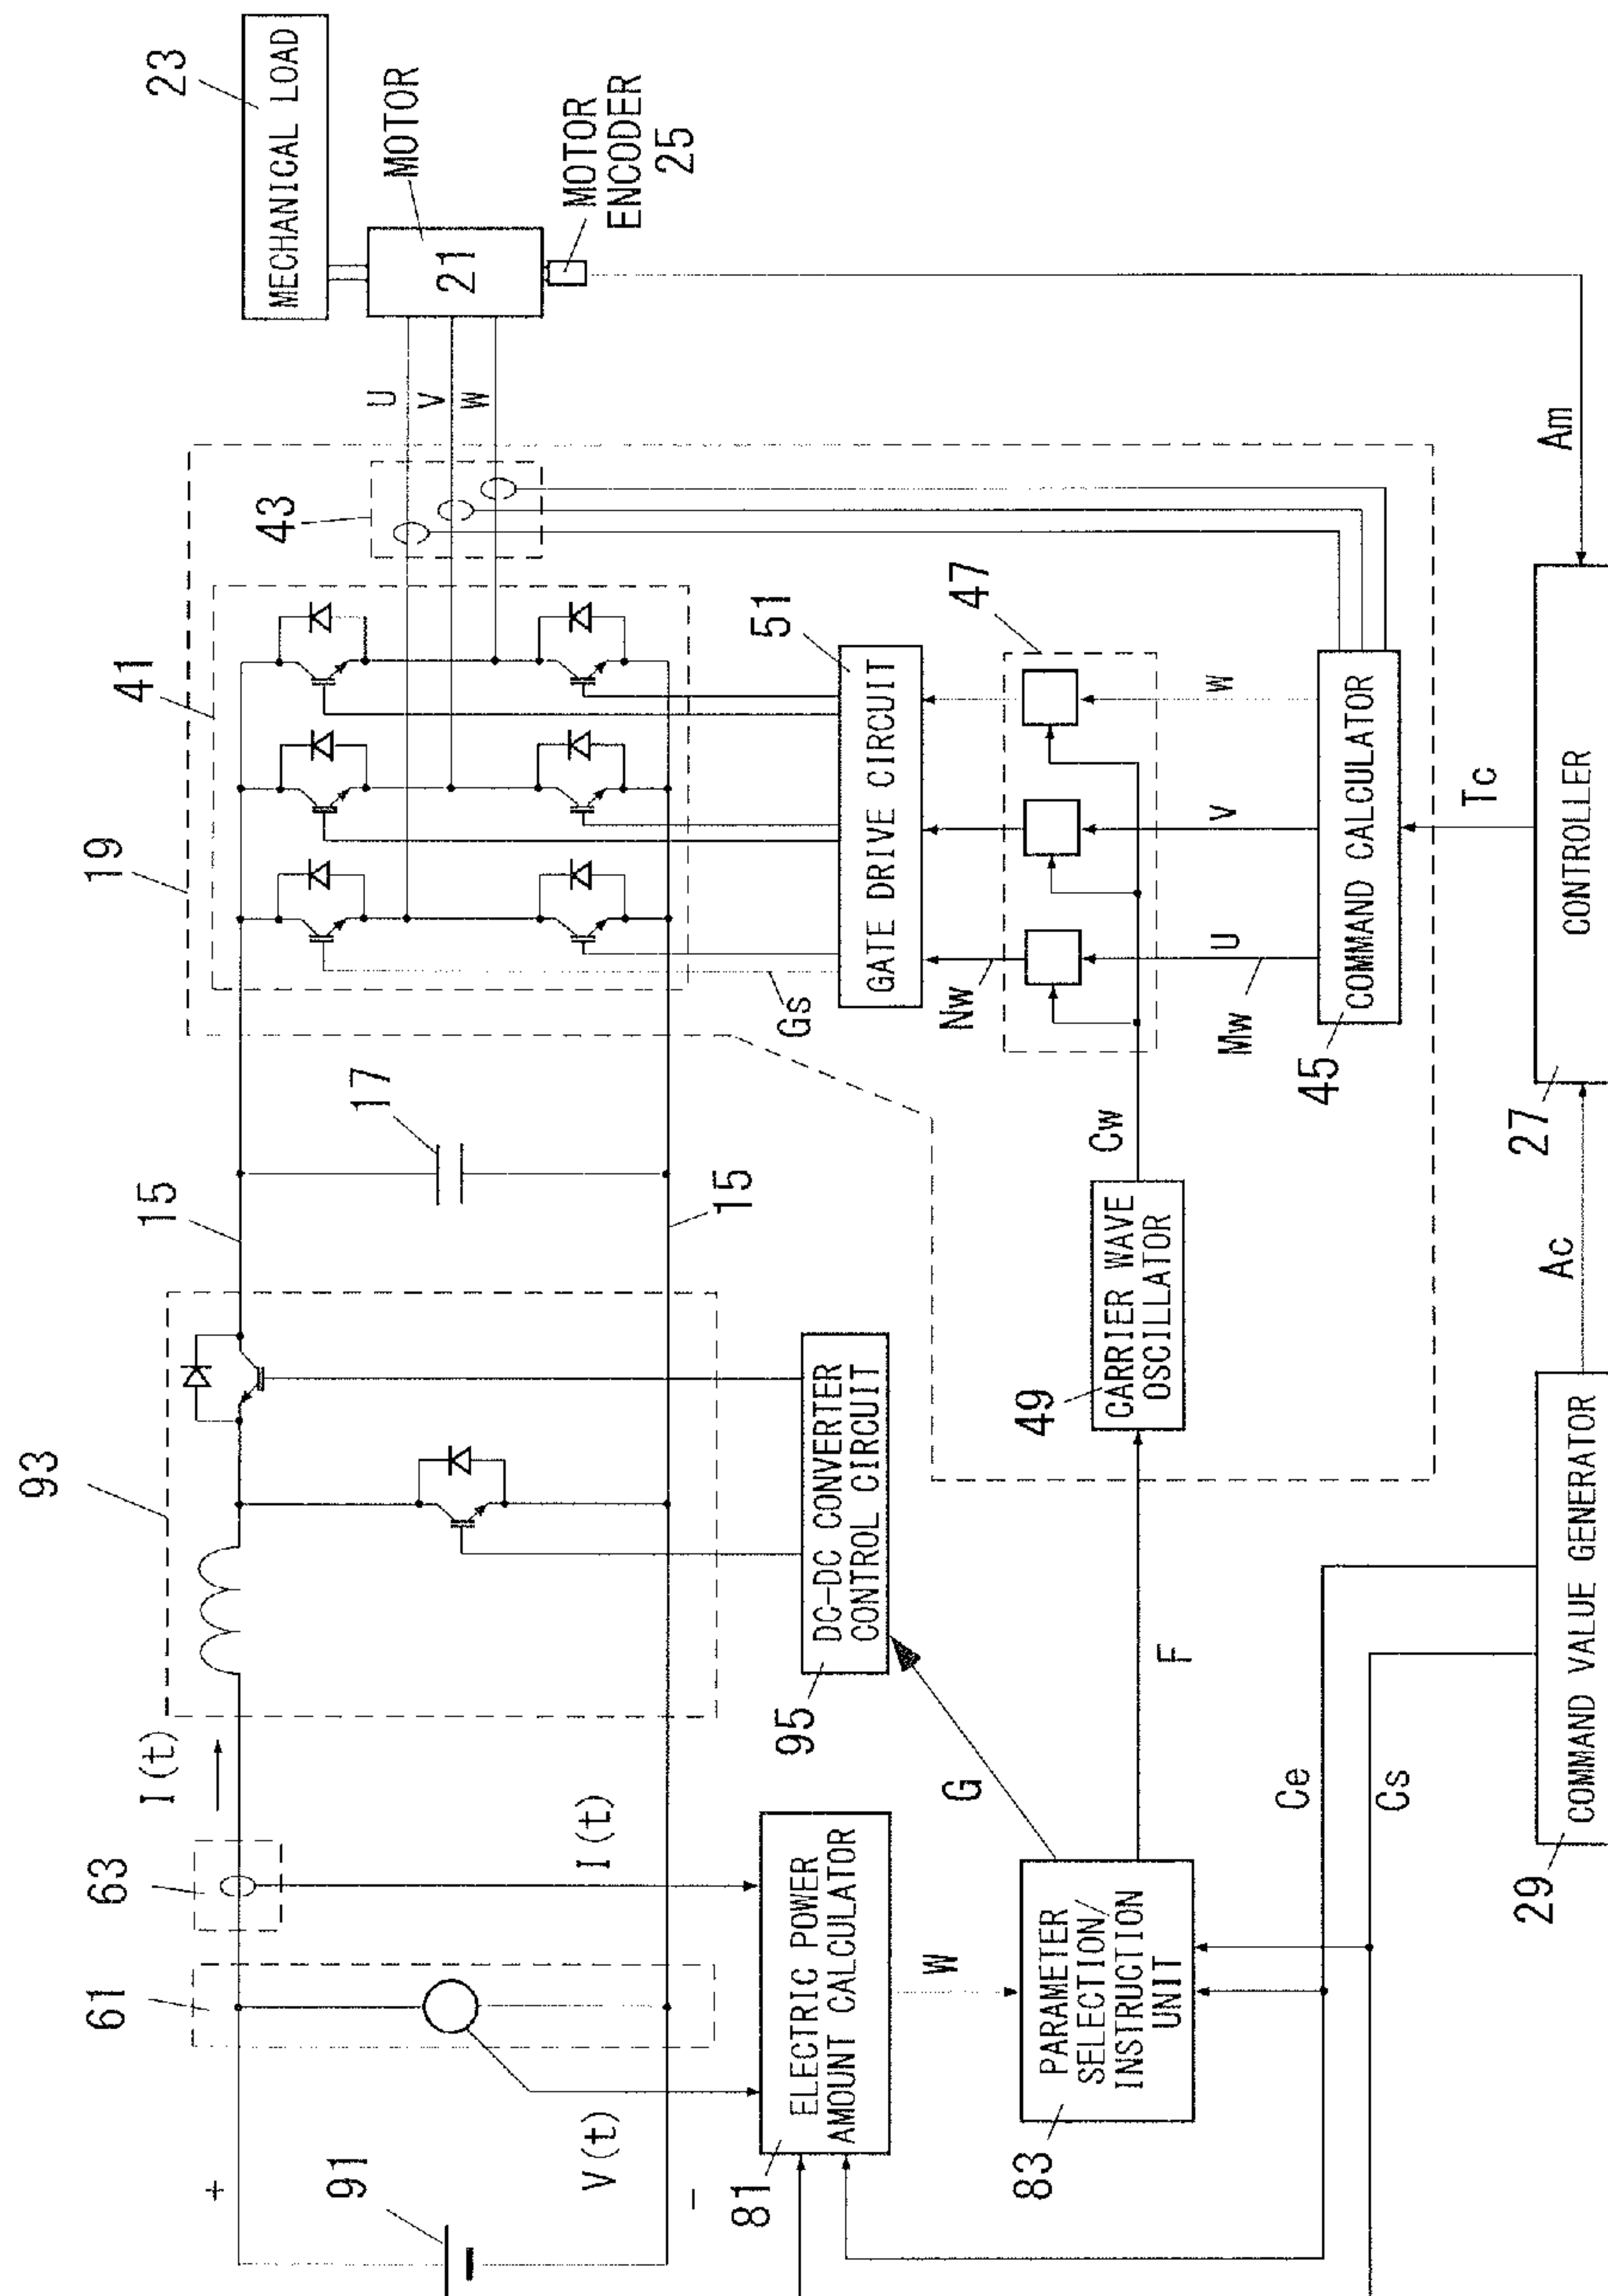 23
MECHANICAL LOAD
MOTOR
21
MOTOR
ENCODER
25
U
V
W
43
41
19
Gs
51
GATE DRIVE CIRCUIT
47
Nw
W
V
U
Mw
COMMAND CALCULATOR
45
Tc
CONTROLLER
27
Am
Ac
17
15
15
Cw
CARRIER WAVE
OSCILLATOR
49
93
DC-DC CONVERTER
CONTROL CIRCUIT
95
G
F
Ce
Cs
COMMAND VALUE GENERATOR
29
I(t)
63
I(t)
61
V(t)
+
-
91
ELECTRIC POWER
AMOUNT CALCULATOR
81
W
PARAMETER
SELECTION/
INSTRUCTION
UNIT
83